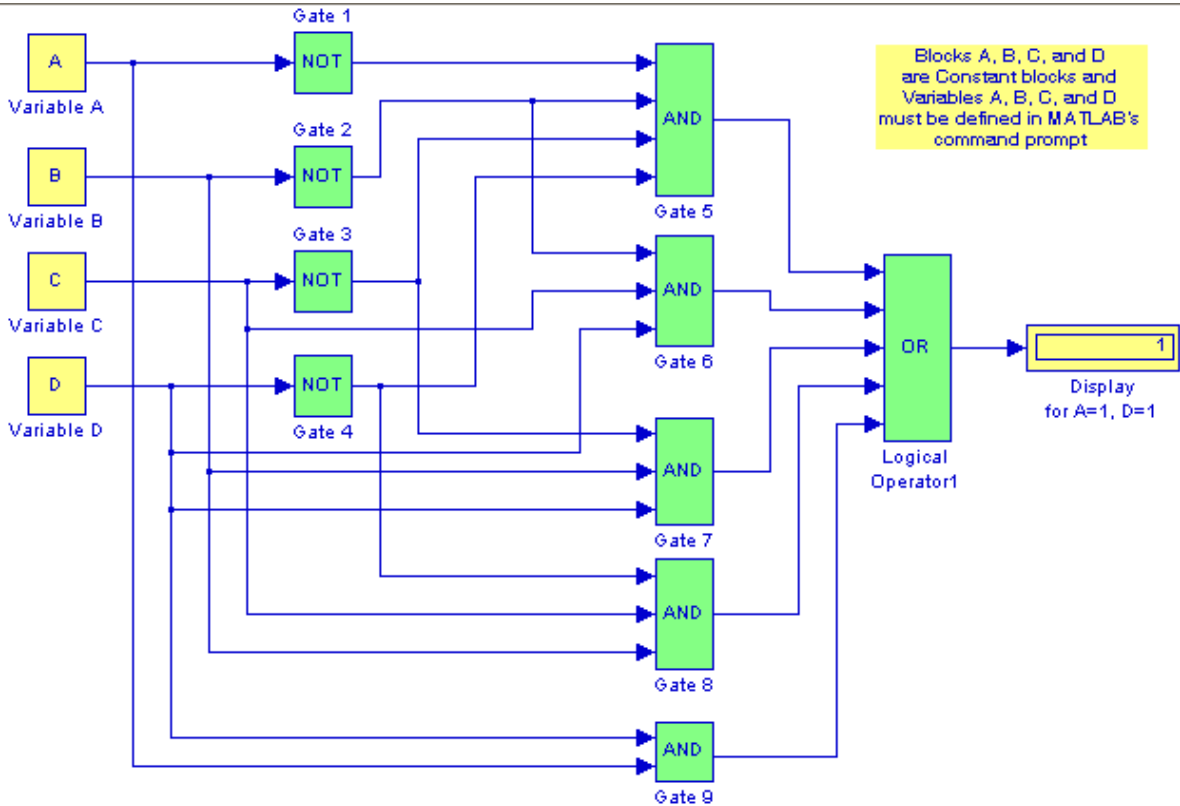 Gate 1
A
NOT
Variable A
Blocks A, B, C, and D
are Constant blocks and
Variables A, B, C, and D
must be defined in MATLAB's
command prompt
AND
Gate 2
B
NOT
Variable B
Gate 5
Gate 3
C
NOT
Variable C
AND
Gate 6
OR
1
Display
for A=1, D=1
D
NOT
Variable D
Gate 4
AND
Gate 7
Logical
Operator1
AND
Gate 8
AND
Gate 9